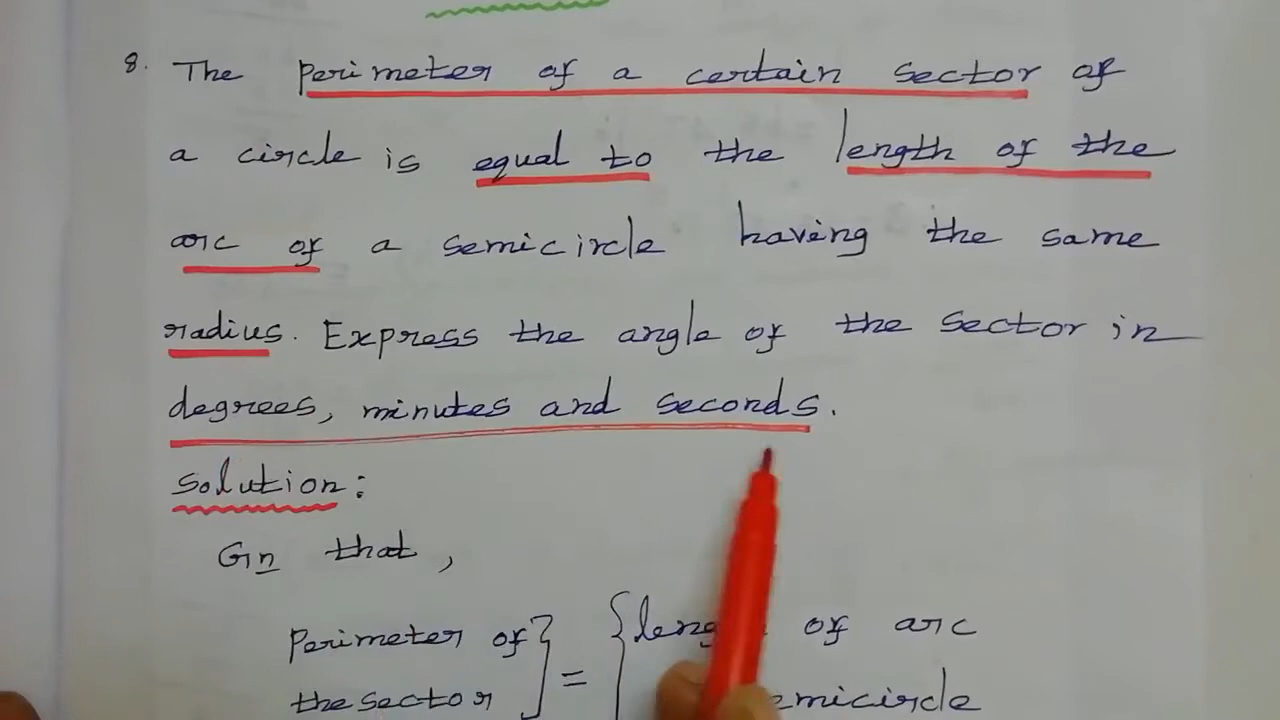 8. The perimeter of a certain sector of
a circle is equal to the length of the
arc of a semicircle having the same
radius. Express the angle of the sector in
degrees, minutes and seconds.
Solution:
Gn that,
Perimeter of } = { of arc
the sector